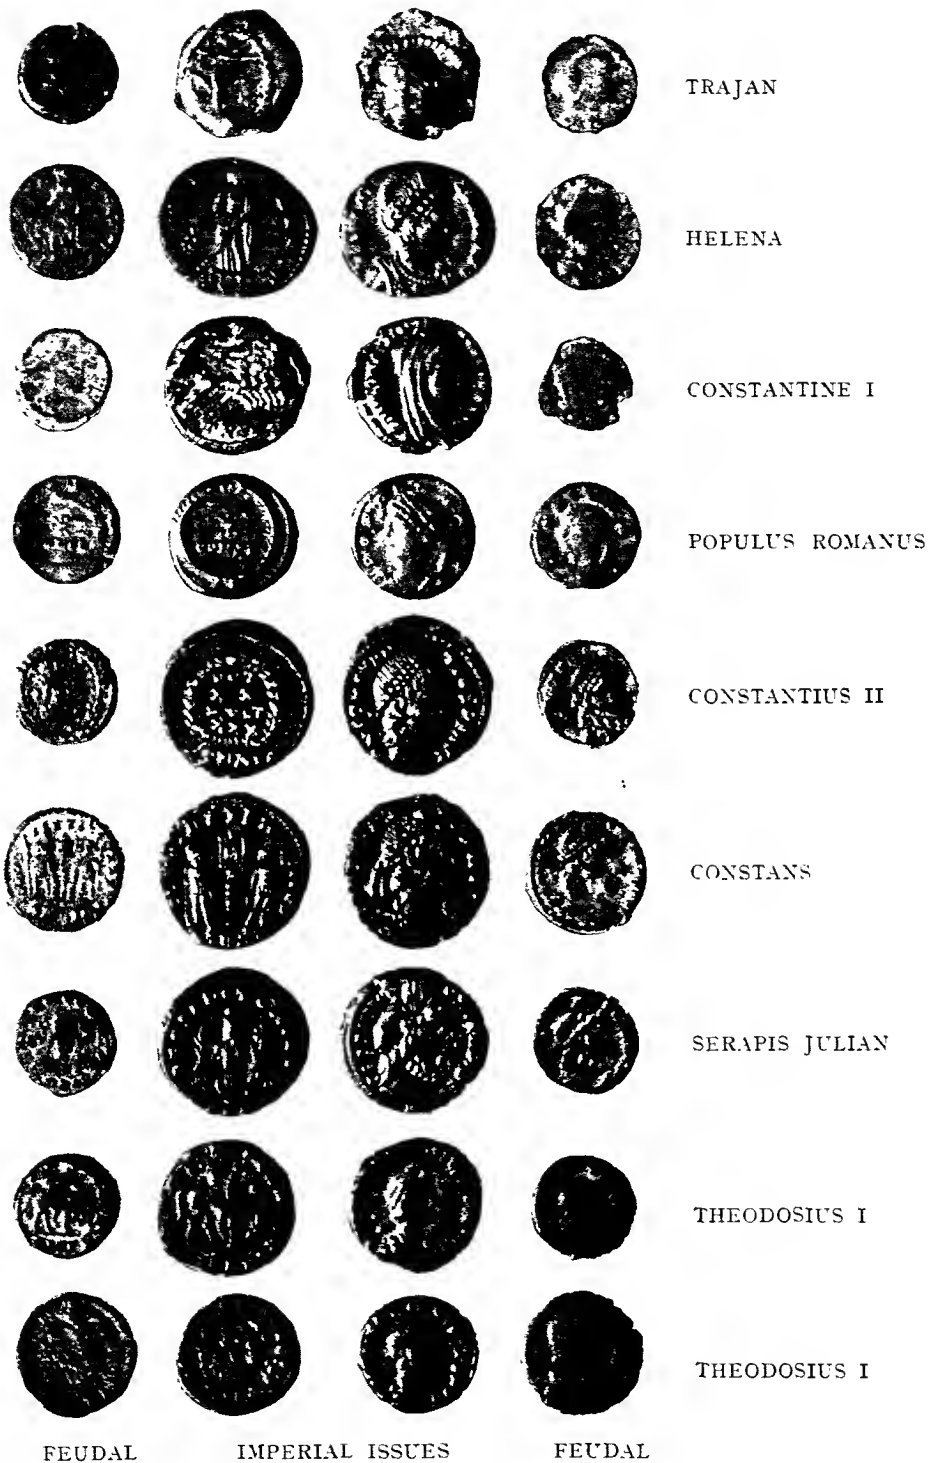 TRAJAN
HELENA
CONSTANTINE I
POPULUS ROMANUS
CONSTANTIUS II
CONSTANS
SERAPIS JULIAN
THEODOSIUS I
THEODOSIUS I
FEUDAL IMPERIAL ISSUES FEUDAL